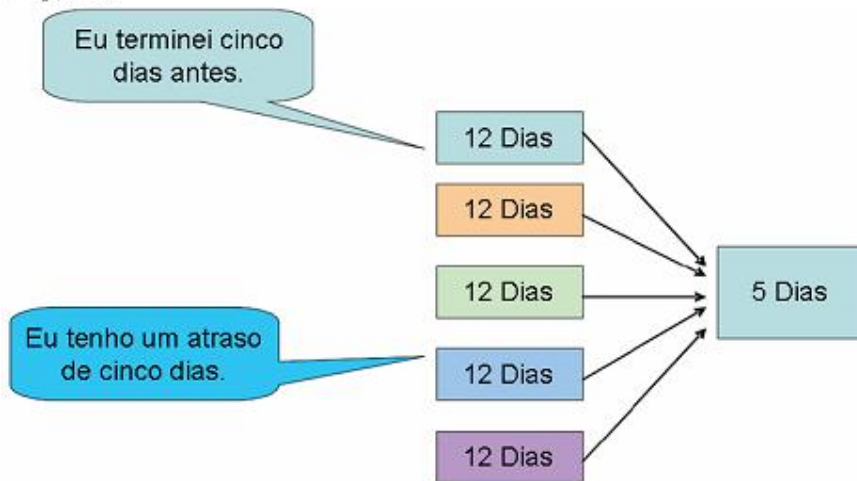 Eu terminei cinco
dias antes.
12 Dias
12 Dias
12 Dias
5 Dias
Eu tenho um atraso
de cinco dias.
12 Dias
12 Dias